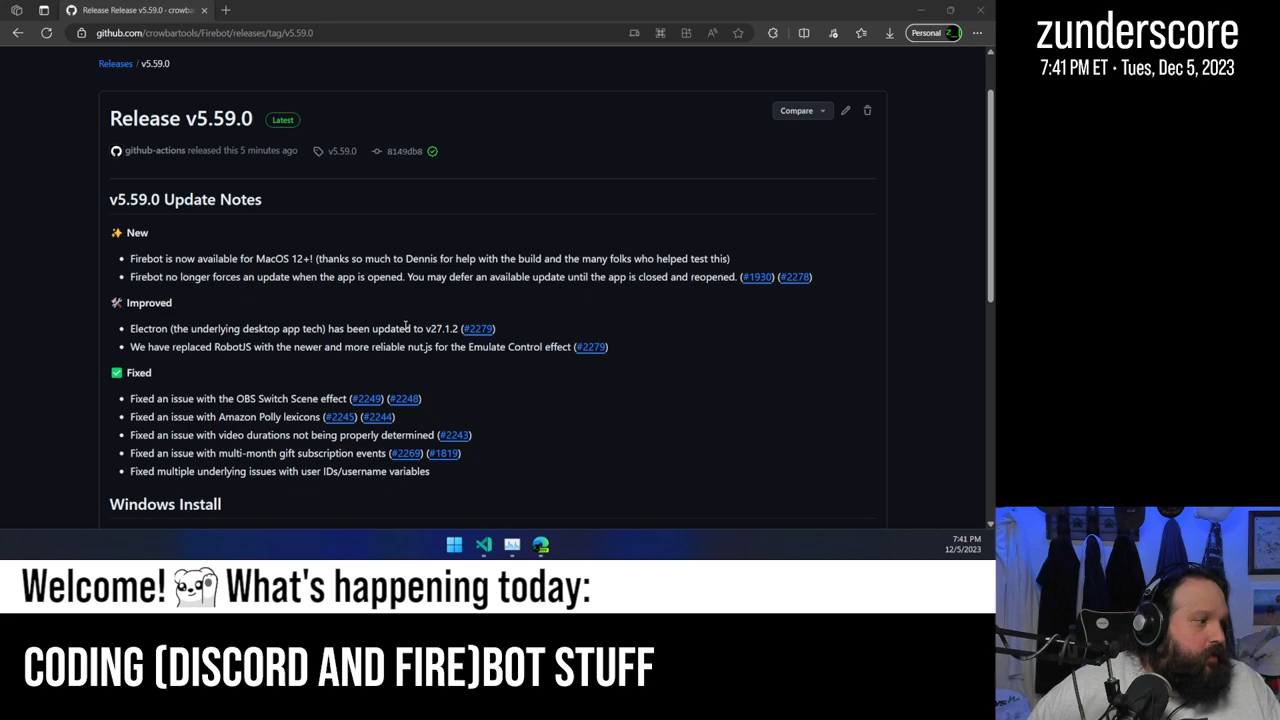 Release Release v5.59.0 · crowba
github.com/crowbartools/Firebot/releases/tag/v5.59.0
Personal
Releases / v5.59.0
Release v5.59.0 Latest
Compare
github-actions released this 5 minutes ago v5.59.0 8149db8
v5.59.0 Update Notes
✨ New
• Firebot is now available for MacOS 12+! (thanks so much to Dennis for help with the build and the many folks who helped test this)
• Firebot no longer forces an update when the app is opened. You may defer an available update until the app is closed and reopened. (#1930) (#2278)
🛠 Improved
• Electron (the underlying desktop app tech) has been updated to v27.1.2 (#2279)
• We have replaced RobotJS with the newer and more reliable nut.js for the Emulate Control effect (#2279)
✅ Fixed
• Fixed an issue with the OBS Switch Scene effect (#2249) (#2248)
• Fixed an issue with Amazon Polly lexicons (#2245) (#2244)
• Fixed an issue with video durations not being properly determined (#2243)
• Fixed an issue with multi-month gift subscription events (#2269) (#1819)
• Fixed multiple underlying issues with user IDs/username variables
Windows Install
7:41 PM
12/5/2023
zunderscore
7:41 PM ET • Tues, Dec 5, 2023
Welcome! What's happening today:
CODING (DISCORD AND FIRE)BOT STUFF